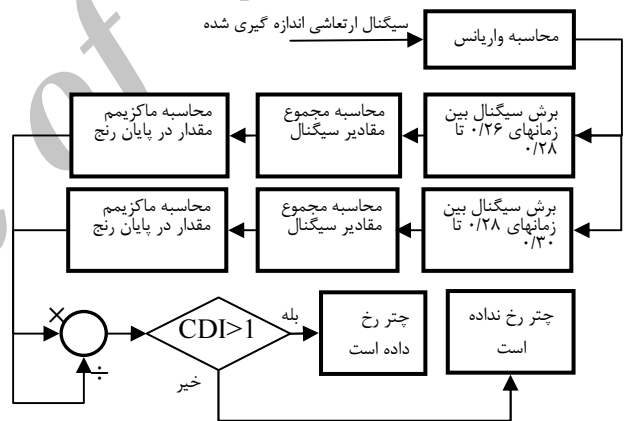 سیگنال ارتعاشی اندازه گیری شده
محاسبه واریانس
برش سیگنال بین
زمانهای ۰/۲۶ تا
۰/۲۸
محاسبه مجموع
مقادیر سیگنال
محاسبه ماکزیمم
مقدار در پایان رنج
برش سیگنال بین
زمانهای ۰/۲۸ تا
۰/۳۰
محاسبه مجموع
مقادیر سیگنال
محاسبه ماکزیمم
مقدار در پایان رنج
×
÷
CDI>1
بله
خیر
چتر رخ
داده است
چتر رخ نداده
است
of